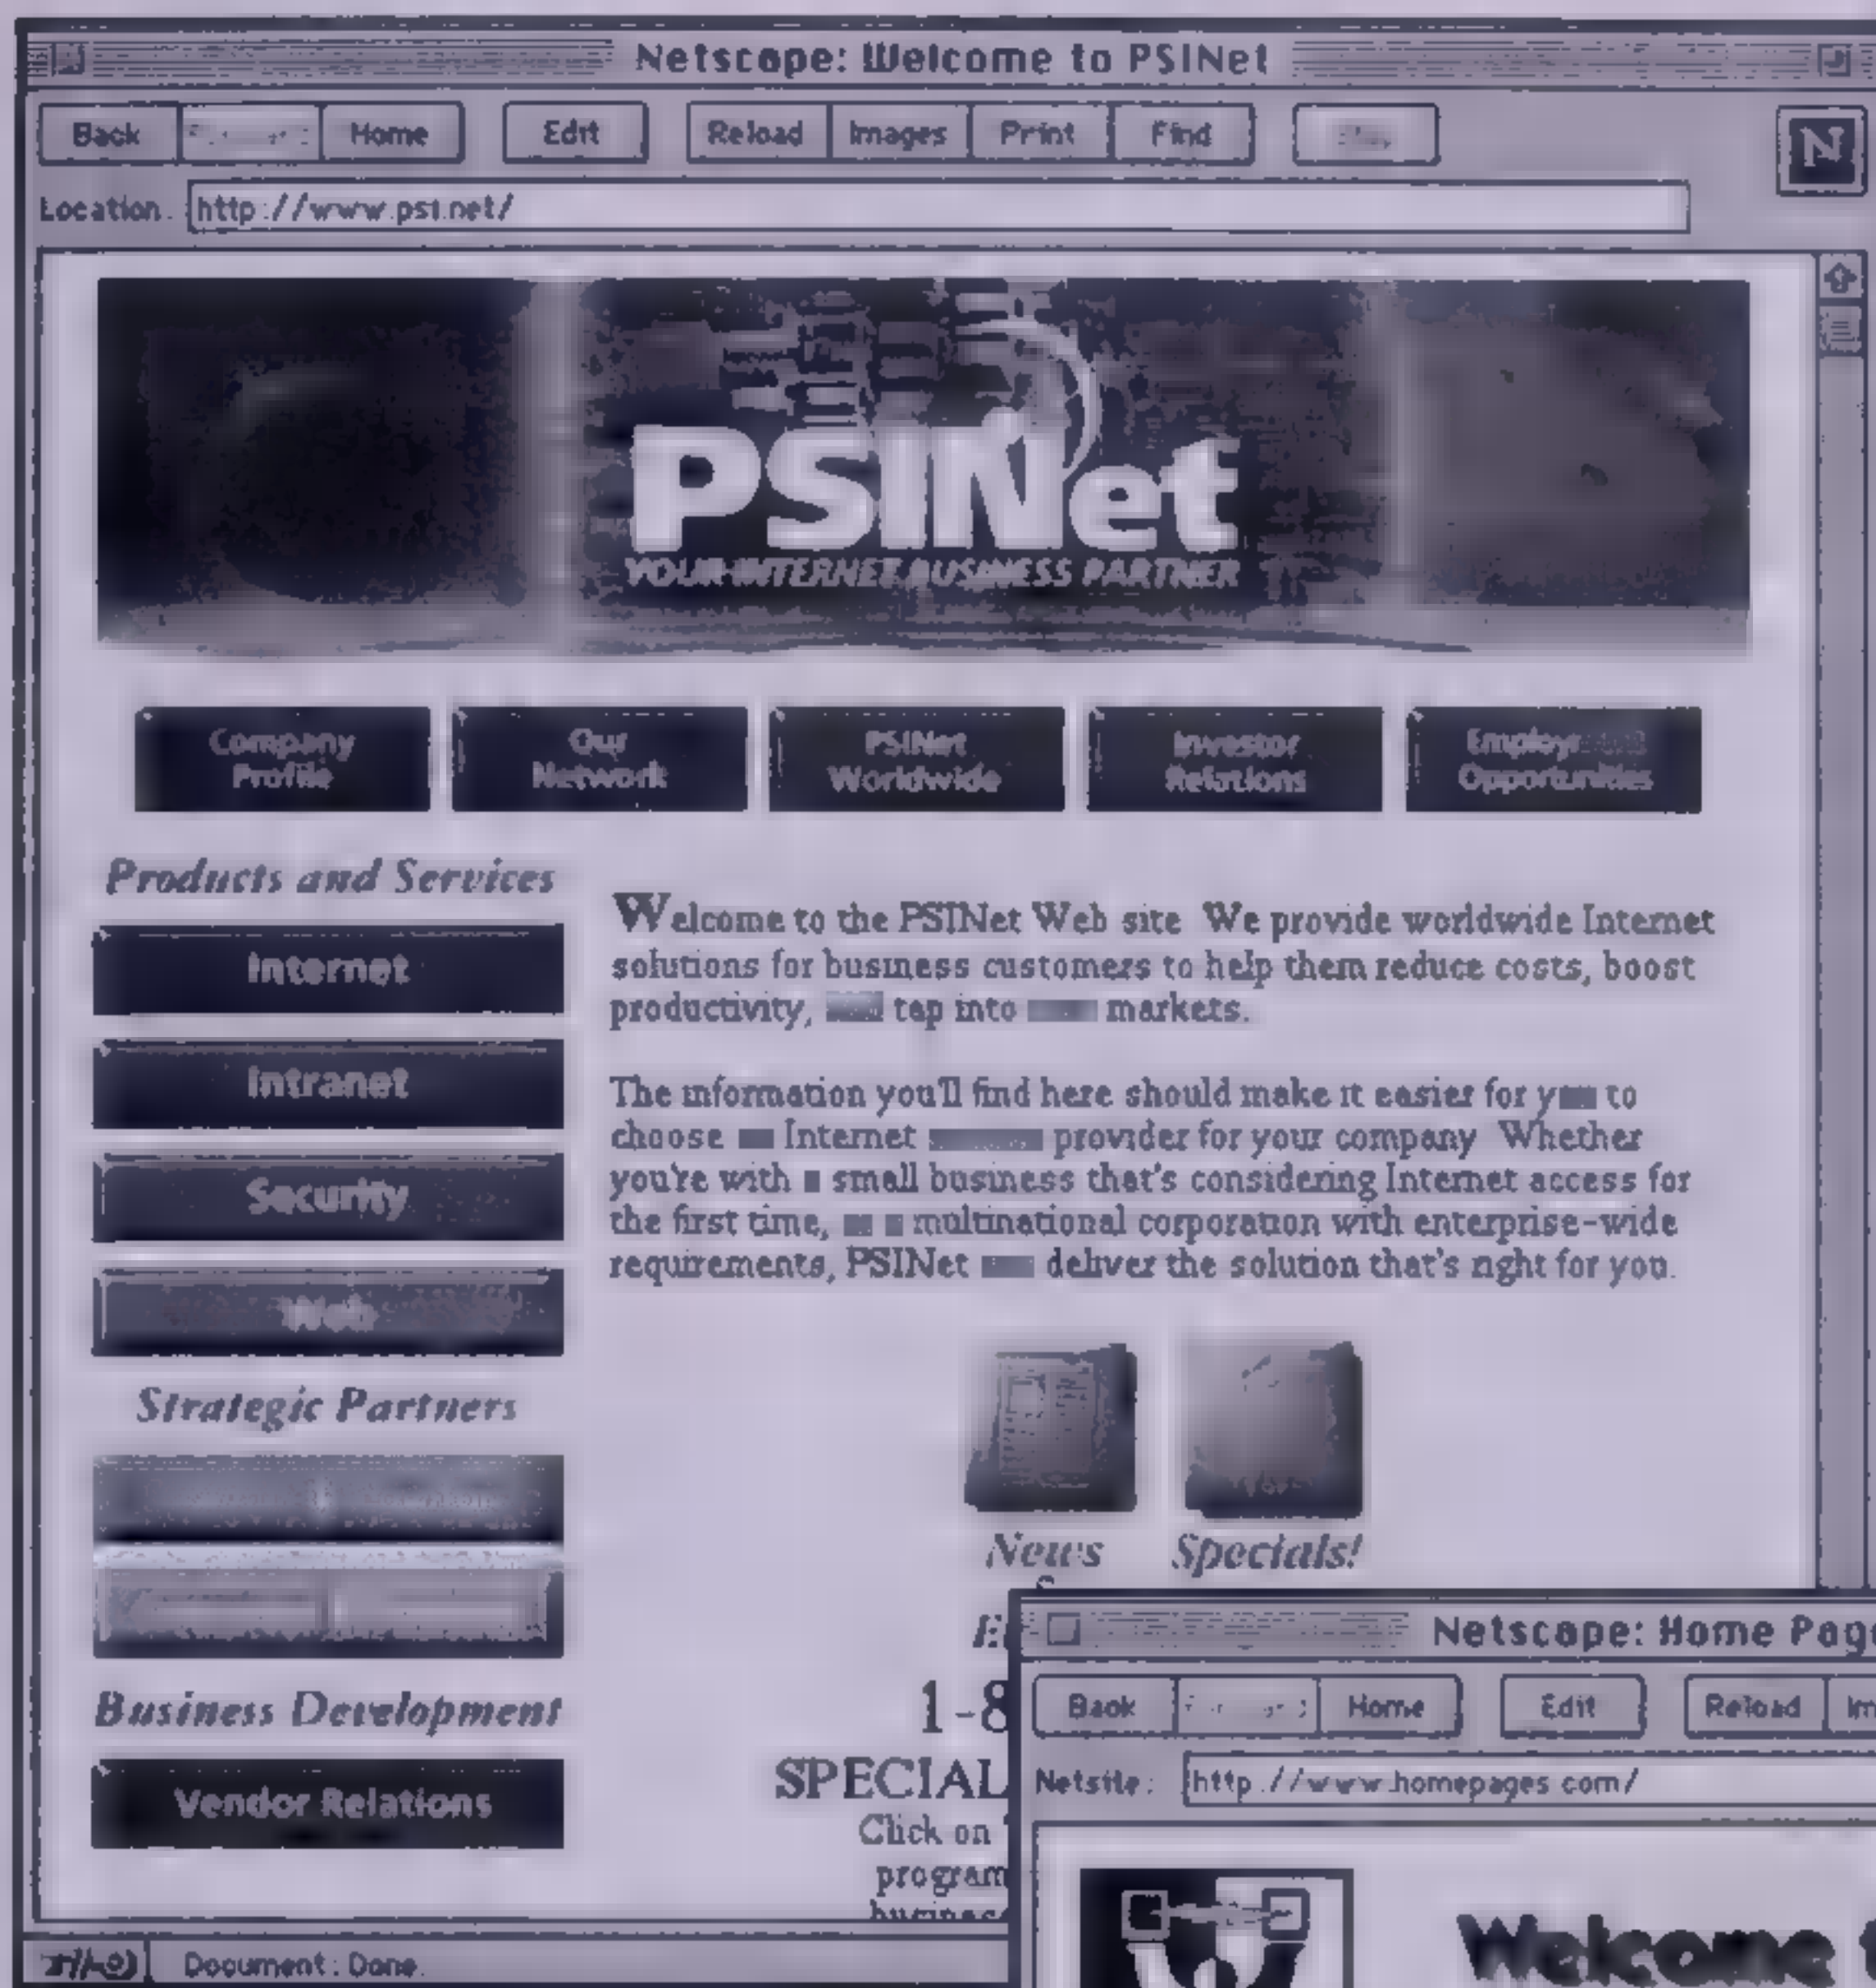 Netscape: Welcome to PSINet
Back Home Edit Reload Images Print Find
N
Location: http://www.psi.net/
PSINet
YOUR INTERNET BUSINESS PARTNER
Company Profile
Our Network
PSINet Worldwide
Investor Relations
Opportunities
Products and Services
Internet
Intranet
Security
Web
Strategic Partners
Business Development
Vendor Relations
Welcome to the PSINet Web site We provide worldwide Internet
solutions for business customers to help them reduce costs, boost
productivity, tap into markets.
The information you'll find here should make it easier for to
choose Internet provider for your company Whether
you're with small business that's considering Internet access for
the first time, multinational corporation with enterprise-wide
requirements, PSINet deliver the solution that's right for you.
News Specials!
1-8
SPECIAL
Click on
program
business
Document: Done.
Netscape: Home Page
Back Home Edit Reload Im
Netsite: http://www.homepages.com/
Welcome